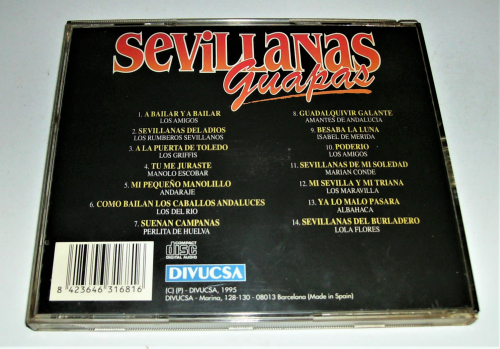 SEVILLANAS
Guapas
1. A BAILAR Y A BAILAR
LOS AMIGOS
2. SEVILLANAS DEL ADIOS
LOS RUMBEROS SEVILLANOS
3. A LA PUERTA DE TOLEDO
LOS GRIFFIS
4. TU ME JURASTE
MANOLO ESCOBAR
5. MI PEQUEÑO MANOLILLO
ANDARAJE
6. COMO BAILAN LOS CABALLOS ANDALUCES
LOS DEL RIO
7. SUENAN CAMPANAS
PERLITA DE HUELVA
8. GUADALQUIVIR GALANTE
AMANTES DE ANDALUCIA
9. BESABA LA LUNA
ISABEL DE MERIDA
10. PODERIO
LOS AMIGOS
11. SEVILLANAS DE MI SOLEDAD
MARIAN CONDE
12. MI SEVILLA Y MI TRIANA
LOS MARAVILLA
13. YA LO MALO PASARA
ALBAHACA
14. SEVILLANAS DEL BURLADERO
LOLA FLORES
8 423646 316816
COMPACT
disc
DIGITAL AUDIO
DIVUCSA
(C) (P) - DIVUCSA, 1995
DIVUCSA - Marina, 128-130 - 08013 Barcelona (Made in Spain)